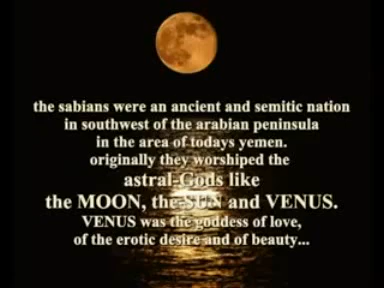 the sabians were an ancient and semitic nation
in southwest of the arabian peninsula
in the area of todays yemen.
originally they worshiped the
astral-Gods like
the MOON, the SUN and VENUS.
VENUS was the goddess of love,
of the erotic desire and of beauty...